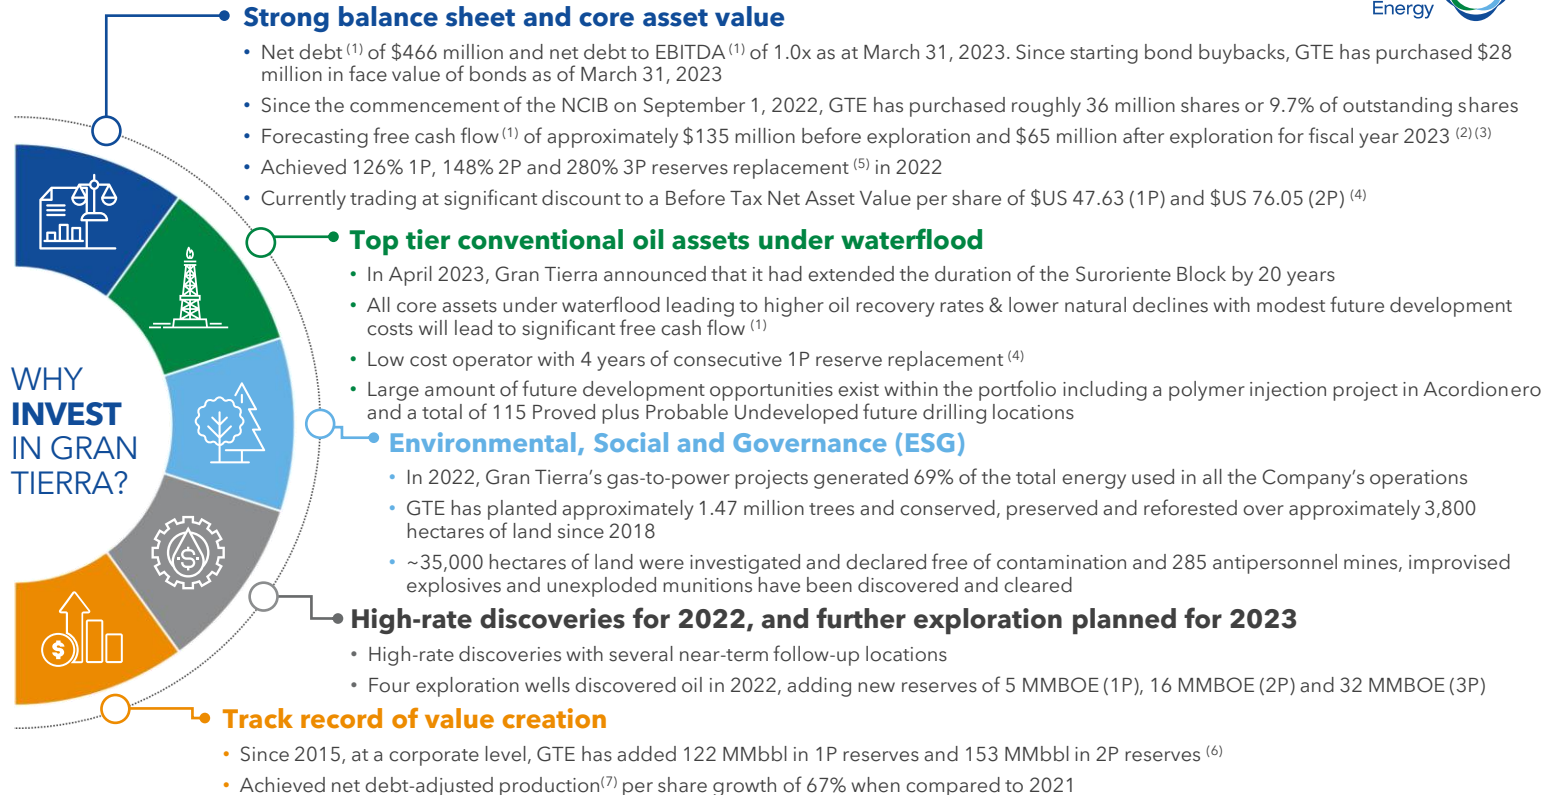 Energy
Strong balance sheet and core asset value
• Net debt (1) of $466 million and net debt to EBITDA (1) of 1.0x as at March 31, 2023. Since starting bond buybacks, GTE has purchased $28
million in face value of bonds as of March 31, 2023
• Since the commencement of the NCIB on September 1, 2022, GTE has purchased roughly 36 million shares or 9.7% of outstanding shares
• Forecasting free cash flow (1) of approximately $135 million before exploration and $65 million after exploration for fiscal year 2023 (2) (3)
• Achieved 126% 1P, 148% 2P and 280% 3P reserves replacement (5) in 2022
• Currently trading at significant discount to a Before Tax Net Asset Value per share of $US 47.63 (1P) and $US 76.05 (2P) (4)
Top tier conventional oil assets under waterflood
• In April 2023, Gran Tierra announced that it had extended the duration of the Suroriente Block by 20 years
• All core assets under waterflood leading to higher oil recovery rates & lower natural declines with modest future development
costs will lead to significant free cash flow (1)
• Low cost operator with 4 years of consecutive 1P reserve replacement (4)
• Large amount of future development opportunities exist within the portfolio including a polymer injection project in Acordionero
and a total of 115 Proved plus Probable Undeveloped future drilling locations
WHY
INVEST
IN GRAN
TIERRA?
Environmental, Social and Governance (ESG)
• In 2022, Gran Tierra's gas-to-power projects generated 69% of the total energy used in all the Company's operations
• GTE has planted approximately 1.47 million trees and conserved, preserved and reforested over approximately 3,800
hectares of land since 2018
• ~35,000 hectares of land were investigated and declared free of contamination and 285 antipersonnel mines, improvised
explosives and unexploded munitions have been discovered and cleared
High-rate discoveries for 2022, and further exploration planned for 2023
• High-rate discoveries with several near-term follow-up locations
• Four exploration wells discovered oil in 2022, adding new reserves of 5 MMBOE (1P), 16 MMBOE (2P) and 32 MMBOE (3P)
Track record of value creation
• Since 2015, at a corporate level, GTE has added 122 MMbbl in 1P reserves and 153 MMbbl in 2P reserves (6)
• Achieved net debt-adjusted production(7) per share growth of 67% when compared to 2021